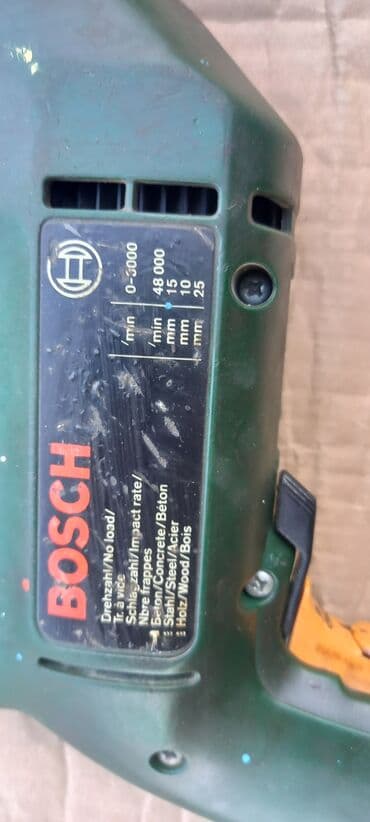 BOSCH
Drehzahl/No load/
Tr. à vide /min 0-3000
Schlagzahl/Impact rate/
Nbre frappes /min 48 000
Beton/Concrete/Béton mm 15
Stahl/Steel/Acier mm 10
Holz/Wood/Bois mm 25